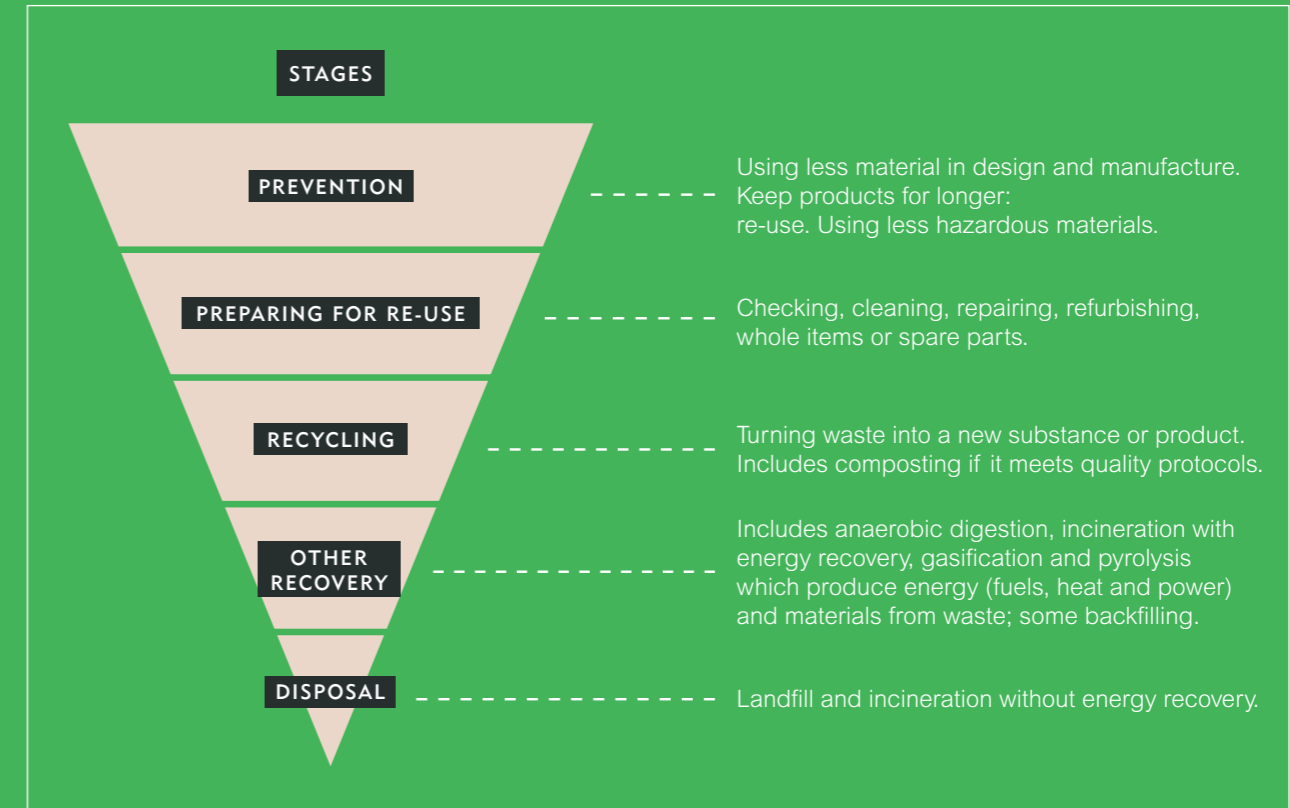 STAGES
PREVENTION
Using less material in design and manufacture.
Keep products for longer:
re-use. Using less hazardous materials.
PREPARING FOR RE-USE
Checking, cleaning, repairing, refurbishing,
whole items or spare parts.
RECYCLING
Turning waste into a new substance or product.
Includes composting if it meets quality protocols.
OTHER
RECOVERY
Includes anaerobic digestion, incineration with
energy recovery, gasification and pyrolysis
which produce energy (fuels, heat and power)
and materials from waste; some backfilling.
DISPOSAL
Landfill and incineration without energy recovery.